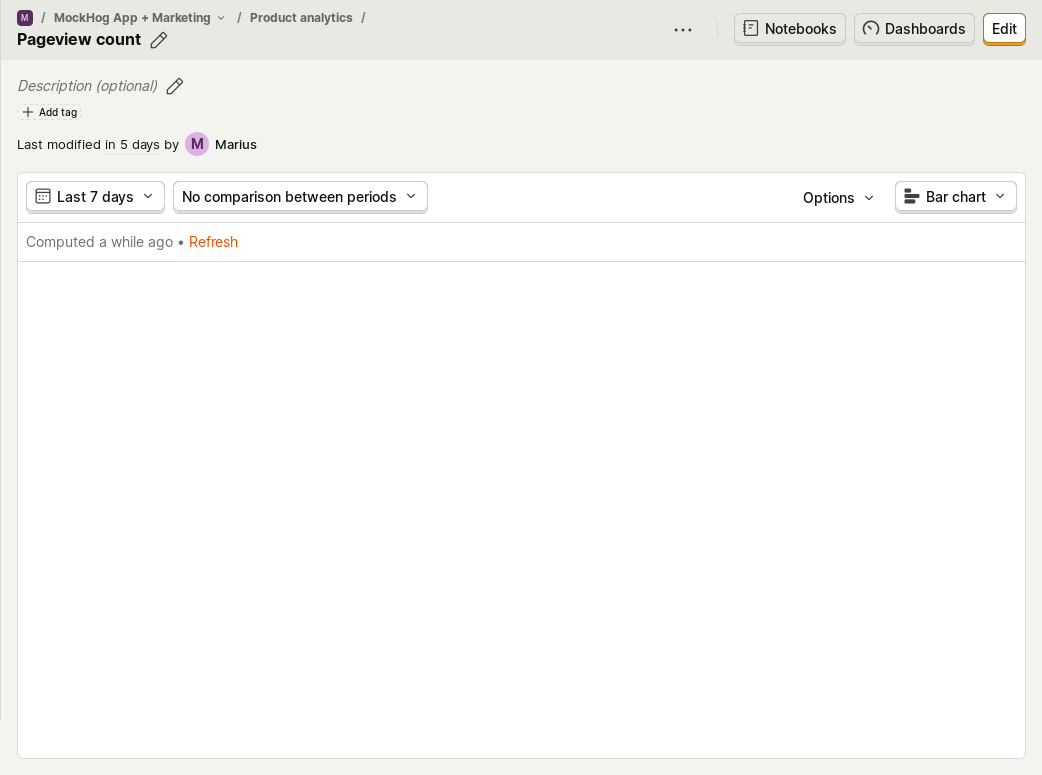 M / MockHog App + Marketing / Product analytics /
Pageview count
Notebooks Dashboards Edit
Description (optional)
Add tag
Last modified in 5 days by M Marius
Last 7 days No comparison between periods Options Bar chart
Computed a while ago • Refresh